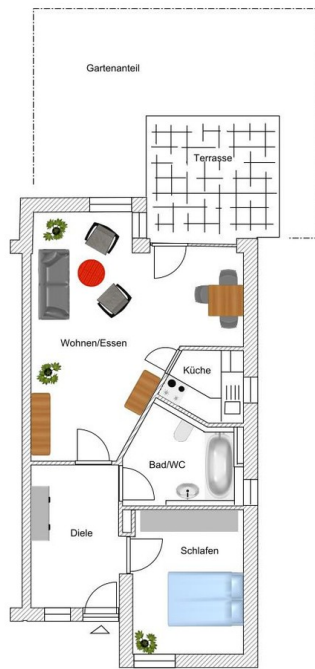 Gartenanteil
Terrasse
Wohnen/Essen
Küche
Bad/WC
Diele
Schlafen